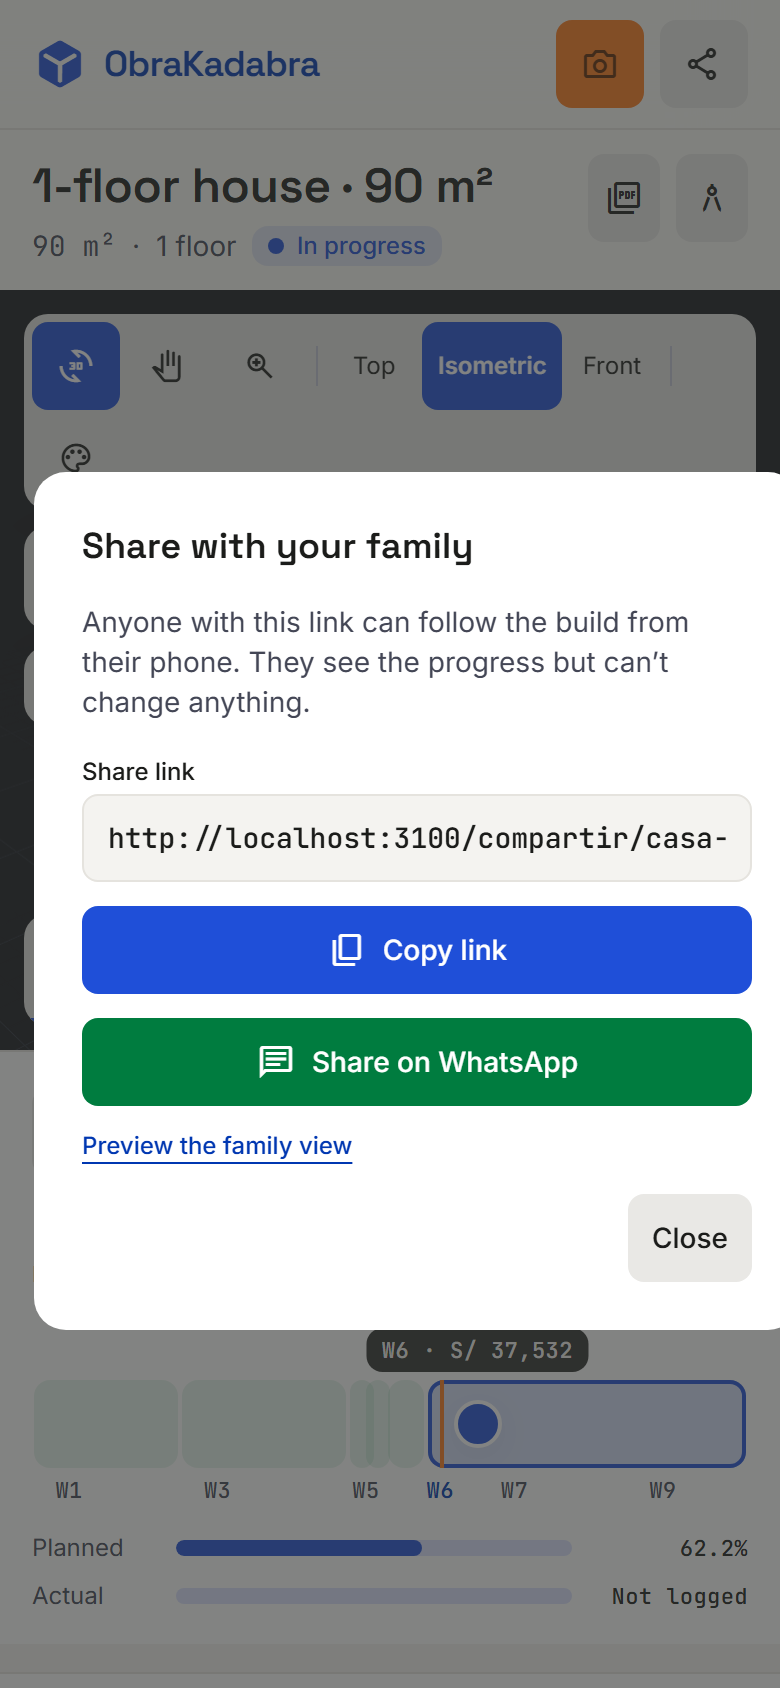 ObraKadabra
1-floor house · 90 m²
PDF
90 m² · 1 floor
In progress
3D
Top
Isometric
Front
Share with your family
Anyone with this link can follow the build from
their phone. They see the progress but can’t
change anything.
Share link
http://localhost:3100/compartir/casa-
Copy link
Share on WhatsApp
Preview the family view
Close
W6 · S/ 37,532
W1 W3 W5 W6 W7 W9
Planned 62.2%
Actual Not logged